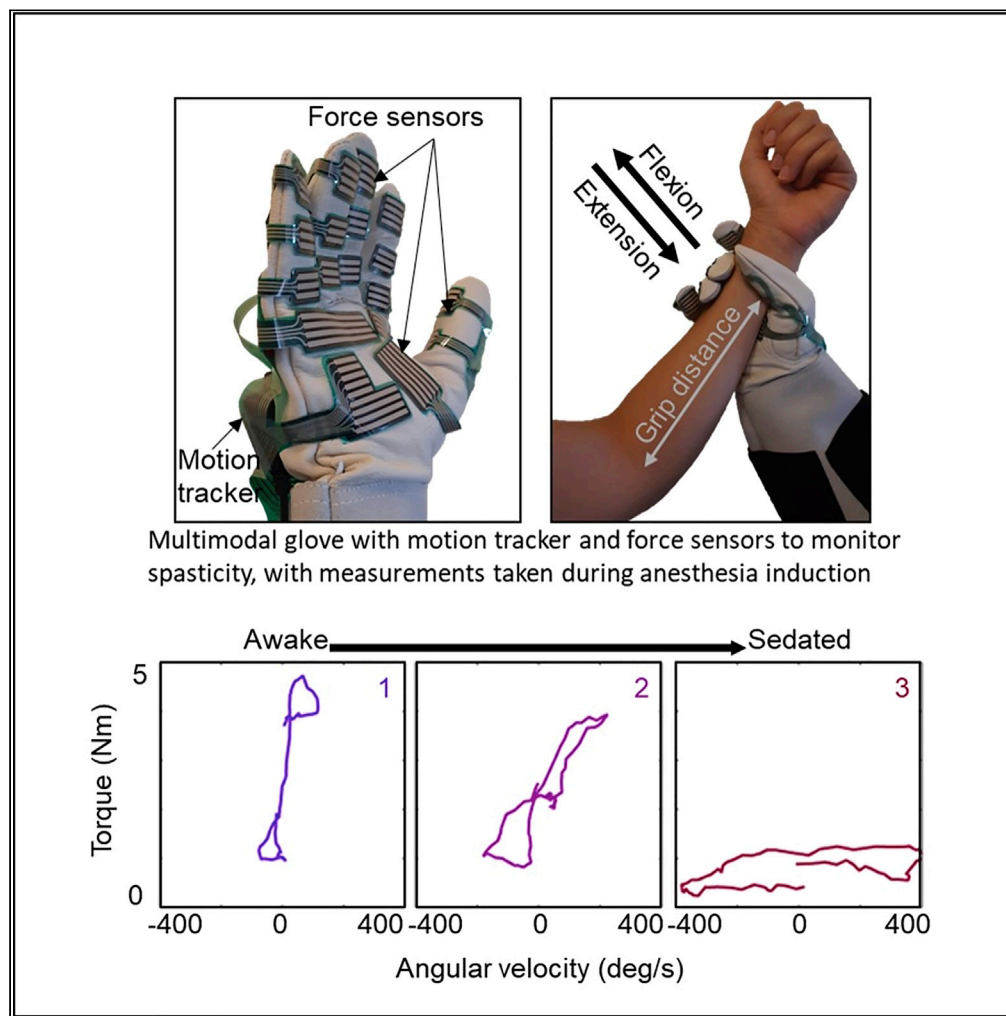 Force sensors
Motion
tracker
Flexion
Extension
Grip distance
Multimodal glove with motion tracker and force sensors to monitor
spasticity, with measurements taken during anesthesia induction
Awake
Sedated
Torque (Nm)
5
0
1
2
3
-400
0
400
-400
0
400
-400
0
400
Angular velocity (deg/s)